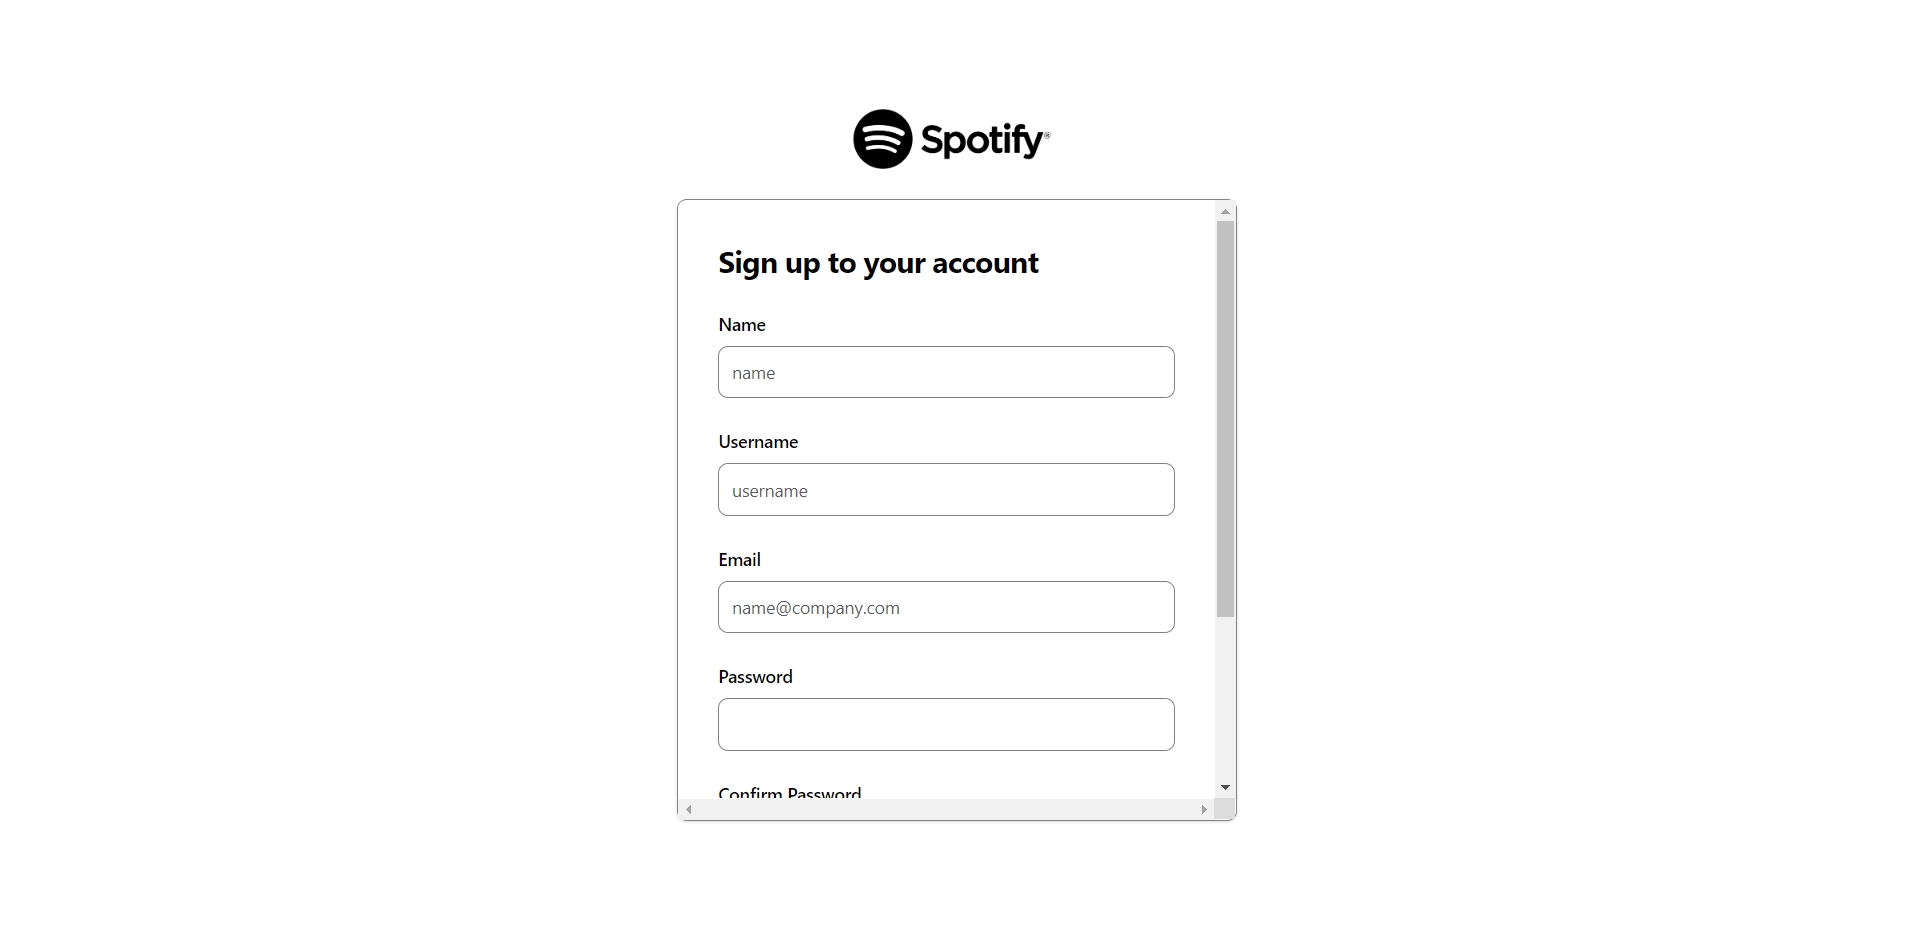 Spotify®
Sign up to your account
Name
name
Username
username
Email
name@company.com
Password
Confirm Password